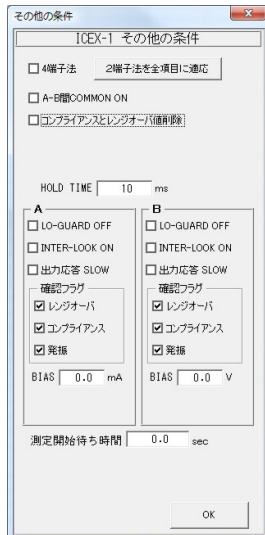 その他の条件
ICEX-1 その他の条件
4端子法 2端子法を全項目に適応
A-B間COMMON ON
コンプライアンスとレンジオーバ値削除
HOLD TIME 10 ms
A
LO-GUARD OFF
INTER-LOOK ON
出力応答 SLOW
確認フラグ
レンジオーバ
コンプライアンス
発振
BIAS 0.0 mA
B
LO-GUARD OFF
INTER-LOOK ON
出力応答 SLOW
確認フラグ
レンジオーバ
コンプライアンス
発振
BIAS 0.0 V
測定開始待ち時間 0.0 sec
OK